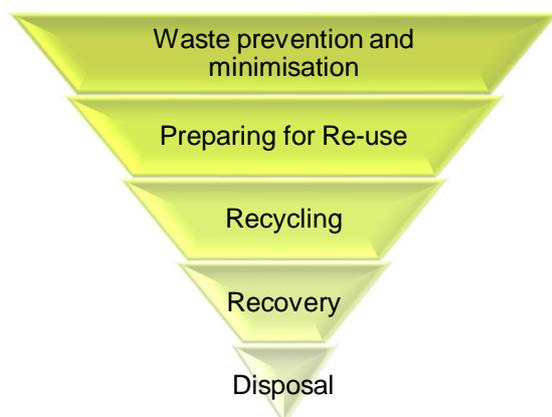 Waste prevention and
minimisation
Preparing for Re-use
Recycling
Recovery
Disposal